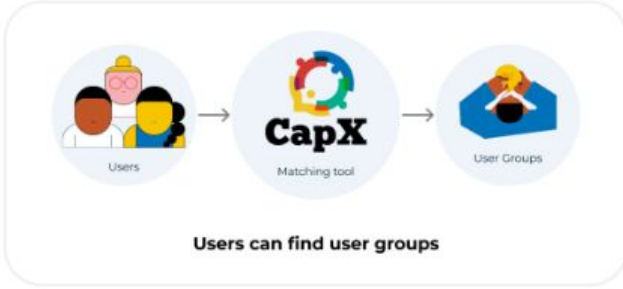 CapX
Users
Matching tool
User Groups
Users can find user groups